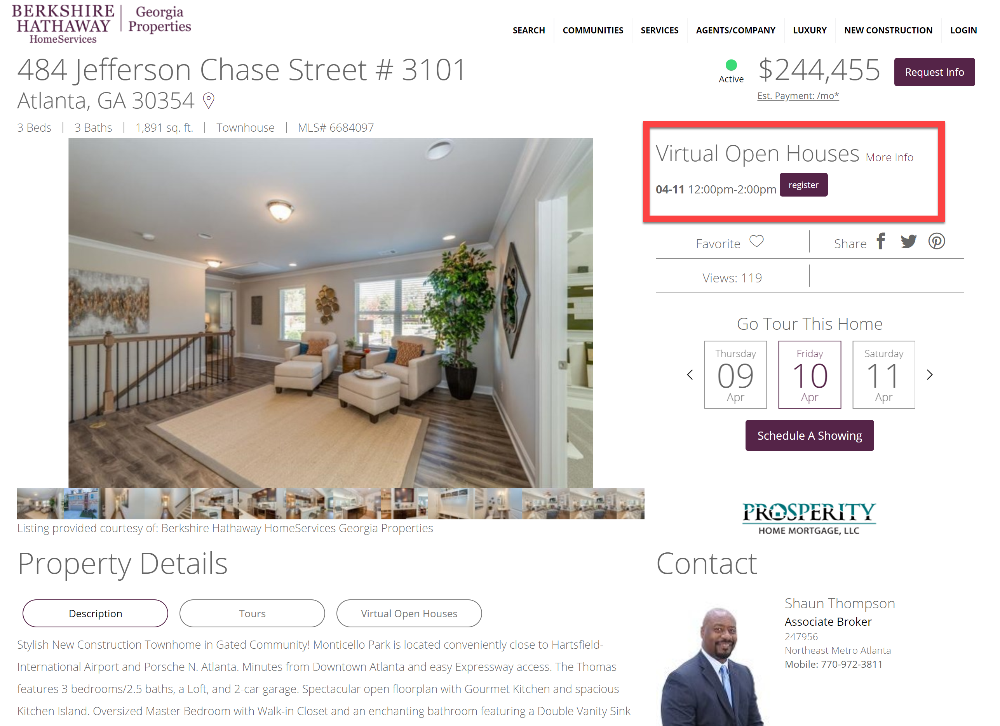 BERKSHIRE
HATHAWAY
HomeServices
Georgia
Properties
SEARCH
COMMUNITIES
SERVICES
AGENTS/COMPANY
LUXURY
NEW CONSTRUCTION
LOGIN
484 Jefferson Chase Street # 3101
Atlanta, GA 30354
3 Beds | 3 Baths | 1,891 sq. ft. | Townhouse | MLS# 6684097
Active
$244,455
Request Info
Est. Payment: /mo*
Virtual Open Houses More Info
04-11 12:00pm-2:00pm register
Favorite
Share
Views: 119
Go Tour This Home
Thursday
09
Apr
Friday
10
Apr
Saturday
11
Apr
Schedule A Showing
PROSPERITY
HOME MORTGAGE, LLC
Listing provided courtesy of: Berkshire Hathaway HomeServices Georgia Properties
Property Details
Description
Tours
Virtual Open Houses
Stylish New Construction Townhome in Gated Community! Monticello Park is located conveniently close to Hartsfield-
International Airport and Porsche N. Atlanta. Minutes from Downtown Atlanta and easy Expressway access. The Thomas
features 3 bedrooms/2.5 baths, a Loft, and 2-car garage. Spectacular open floorplan with Gourmet Kitchen and spacious
Kitchen Island. Oversized Master Bedroom with Walk-in Closet and an enchanting bathroom featuring a Double Vanity Sink
Contact
Shaun Thompson
Associate Broker
247956
Northeast Metro Atlanta
Mobile: 770-972-3811